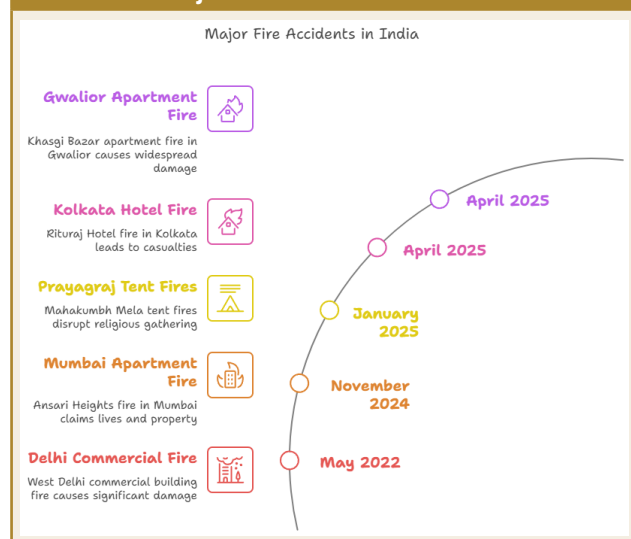 Major Fire Accidents in India
Gwalior Apartment
Fire
Khasgi Bazar apartment fire in
Gwalior causes widespread
damage
April 2025
Kolkata Hotel Fire
Rituraj Hotel fire in Kolkata
leads to casualties
April 2025
Prayagraj Tent Fires
Mahakumbh Mela tent fires
disrupt religious gathering
January
2025
Mumbai Apartment
Fire
Ansari Heights fire in Mumbai
claims lives and property
November
2024
Delhi Commercial Fire
West Delhi commercial building
fire causes significant damage
May 2022